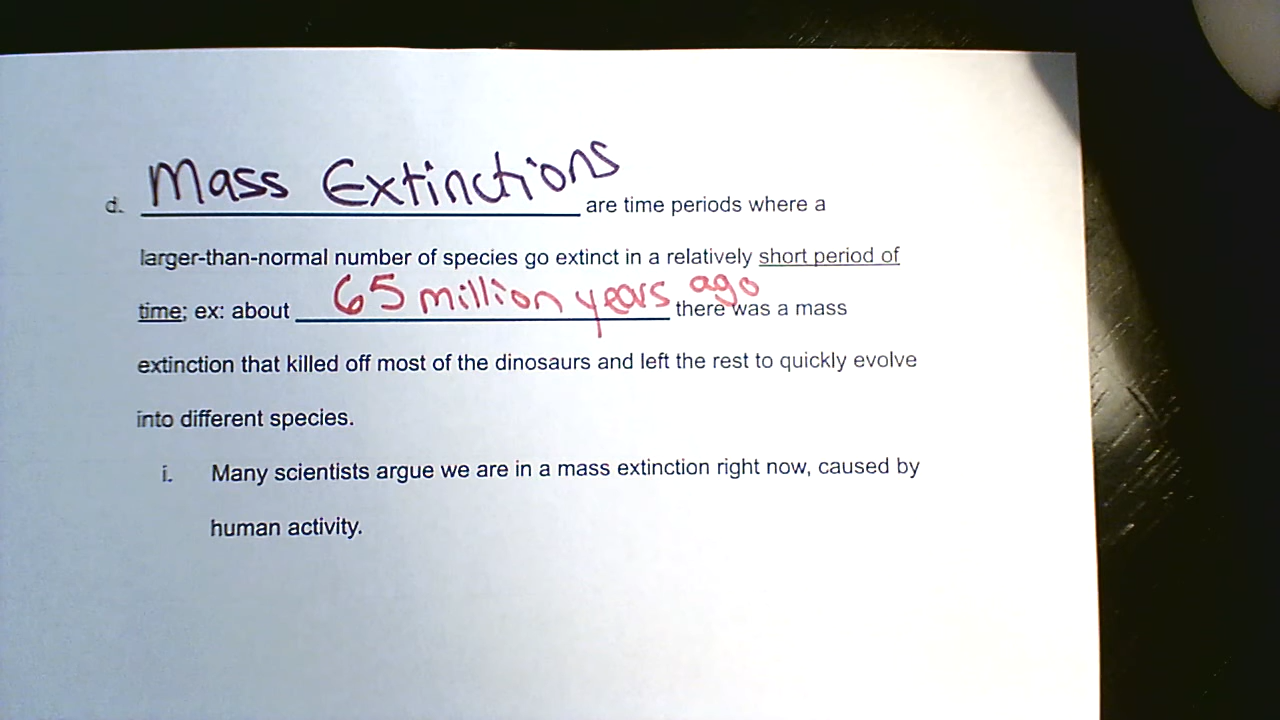 d. Mass Extinctions are time periods where a
larger-than-normal number of species go extinct in a relatively short period of
time; ex: about 65 million years ago there was a mass
extinction that killed off most of the dinosaurs and left the rest to quickly evolve
into different species.
i. Many scientists argue we are in a mass extinction right now, caused by
human activity.